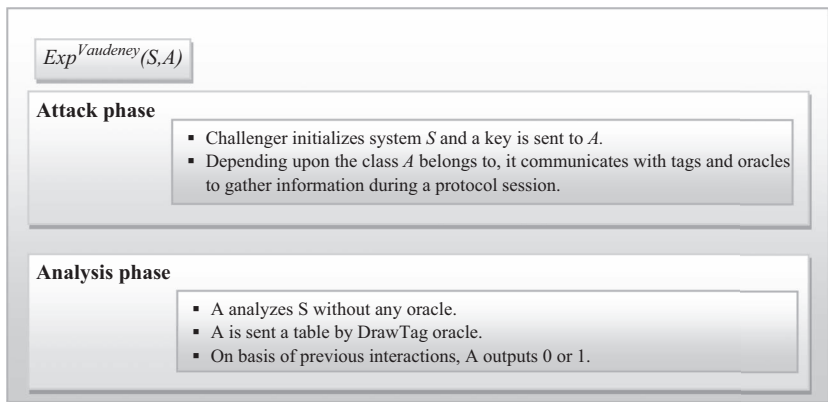 Exp^Vaudeney(S,A)
Attack phase
▪ Challenger initializes system S and a key is sent to A.
▪ Depending upon the class A belongs to, it communicates with tags and oracles
to gather information during a protocol session.
Analysis phase
▪ A analyzes S without any oracle.
▪ A is sent a table by DrawTag oracle.
▪ On basis of previous interactions, A outputs 0 or 1.